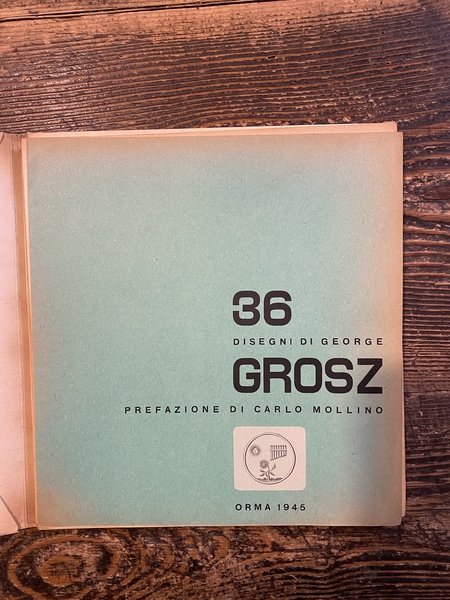 36
DISEGNI DI GEORGE
GROSZ
PREFAZIONE DI CARLO MOLLINO
ORMA 1945